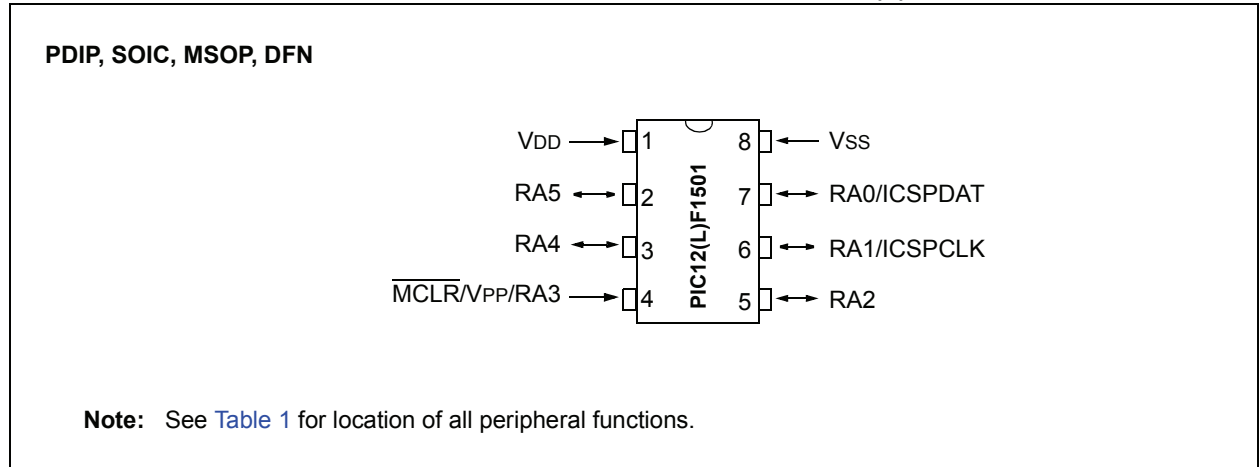 PDIP, SOIC, MSOP, DFN
VDD 1 8 VSS
RA5 2 7 RA0/ICSPDAT
RA4 3 6 RA1/ICSPCLK
MCLR/VPP/RA3 4 5 RA2
PIC12(L)F1501
Note: See Table 1 for location of all peripheral functions.